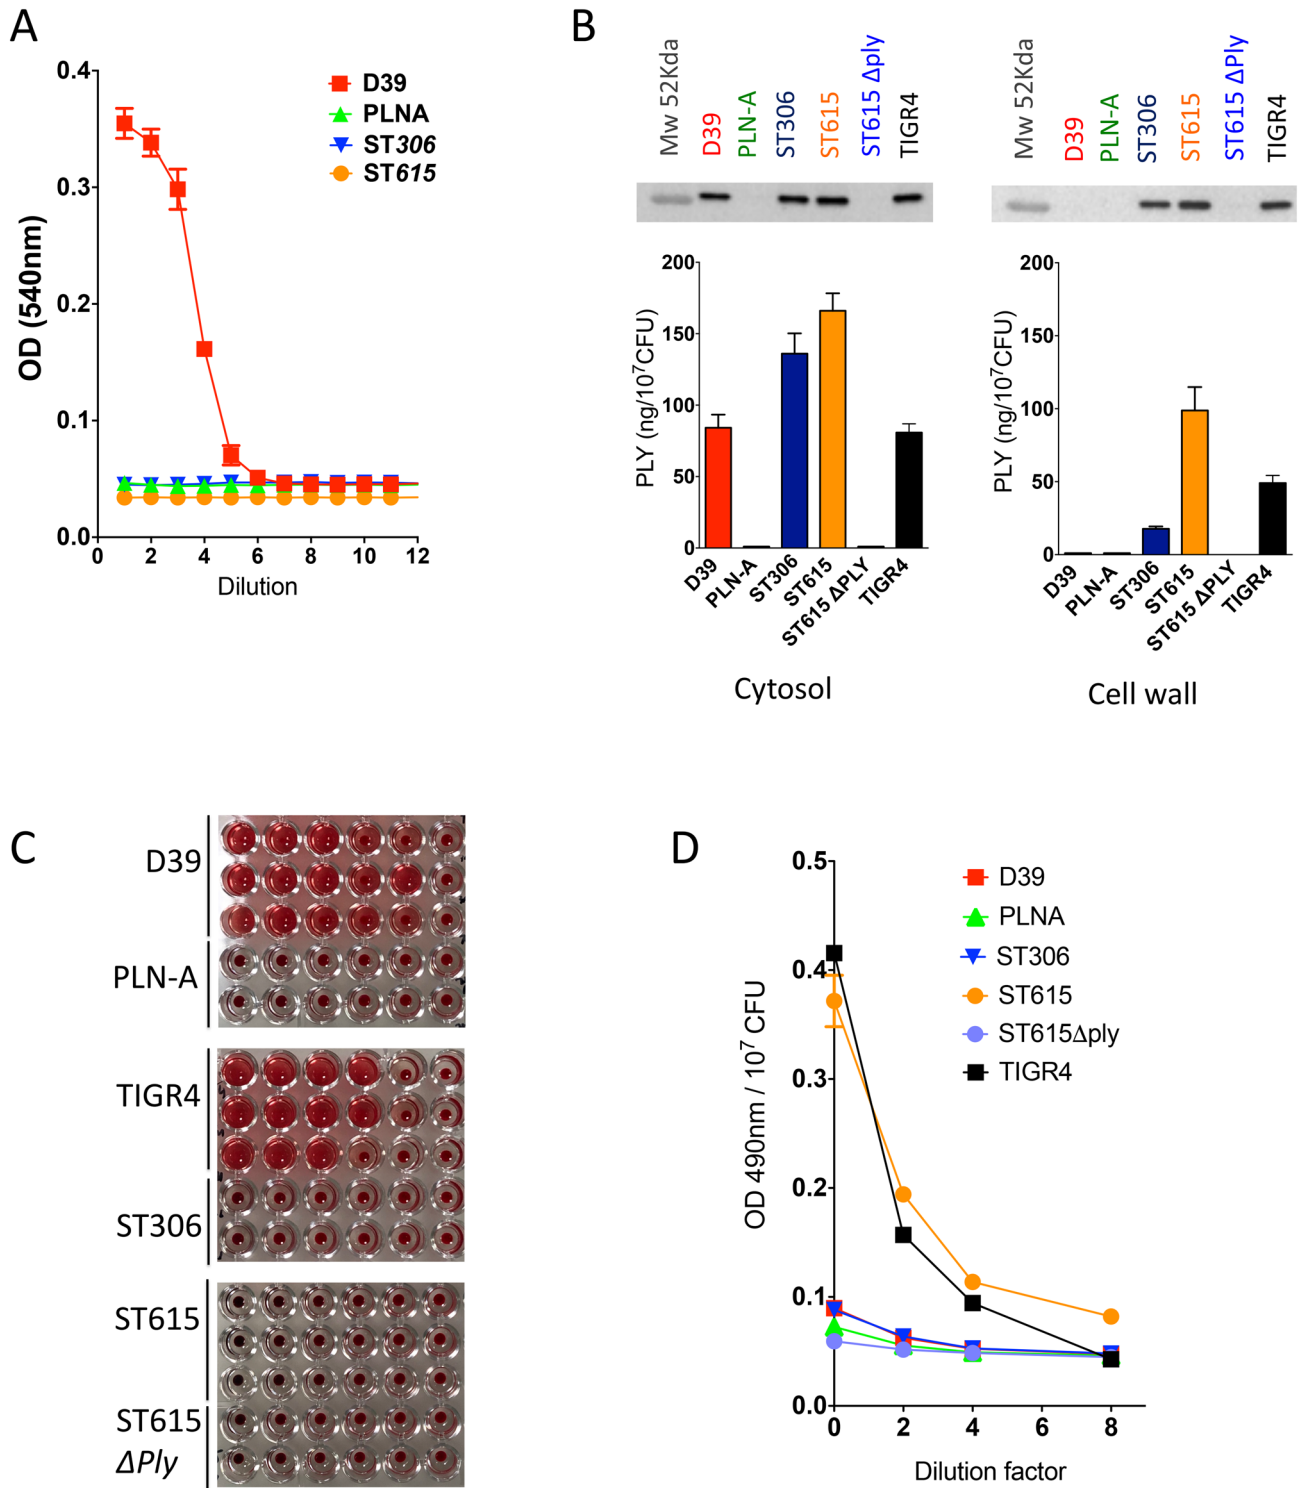 A
0.4
0.3
0.2
0.1
0.0
OD (540nm)
0 2 4 6 8 10 12
Dilution
D39
PLNA
ST306
ST615
B
Mw 52Kda
D39
PLN-A
ST306
ST615
ST615 Δply
TIGR4
200
150
100
50
0
PLY (ng/10⁷CFU)
D39
PLN-A
ST306
ST615
ST615 ΔPLY
TIGR4
Cytosol
Mw 52Kda
D39
PLN-A
ST306
ST615
ST615 ΔPly
TIGR4
200
150
100
50
0
PLY (ng/10⁷CFU)
D39
PLN-A
ST306
ST615
ST615 ΔPLY
TIGR4
Cell wall
C
D39
PLN-A
TIGR4
ST306
ST615
ST615
ΔPly
D
0.5
0.4
0.3
0.2
0.1
0.0
OD 490nm / 10⁷ CFU
0 2 4 6 8
Dilution factor
D39
PLNA
ST306
ST615
ST615Δply
TIGR4